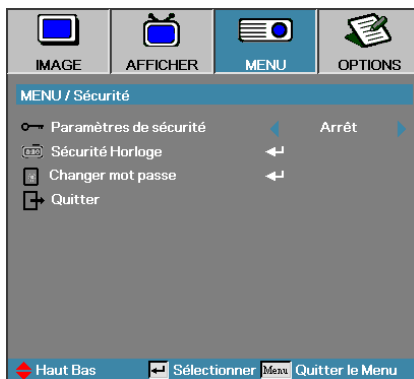 IMAGE AFFICHER MENU OPTIONS
MENU / Sécurité
Paramètres de sécurité Arrêt
Sécurité Horloge
Changer mot passe
Quitter
Haut Bas Sélectionner Menu Quitter le Menu